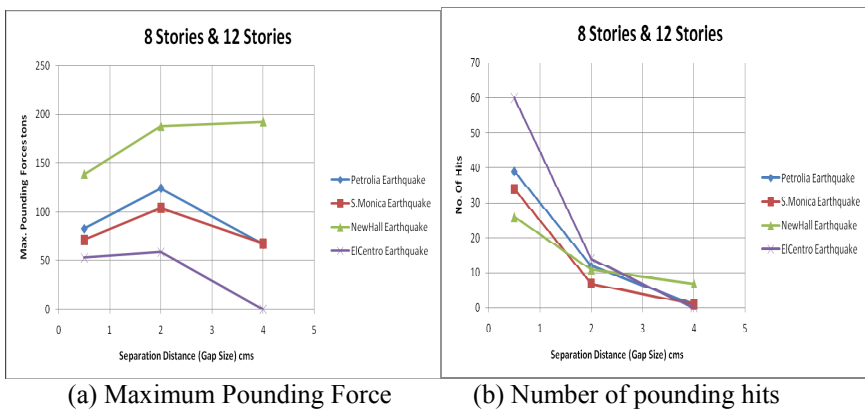 8 Stories & 12 Stories
250
200
150
100
50
0
0 1 2 3 4 5
Max. Pounding Forcestons
Separation Distance (Gap Size) cms
Petrolia Earthquake
S.Monica Earthquake
NewHall Earthquake
ElCentro Earthquake
(a) Maximum Pounding Force
8 Stories & 12 Stories
70
60
50
40
30
20
10
0
0 1 2 3 4 5
No. Of Hits
Separation Distance (Gap Size) cms
Petrolia Earthquake
S.Monica Earthquake
NewHall Earthquake
ElCentro Earthquake
(b) Number of pounding hits